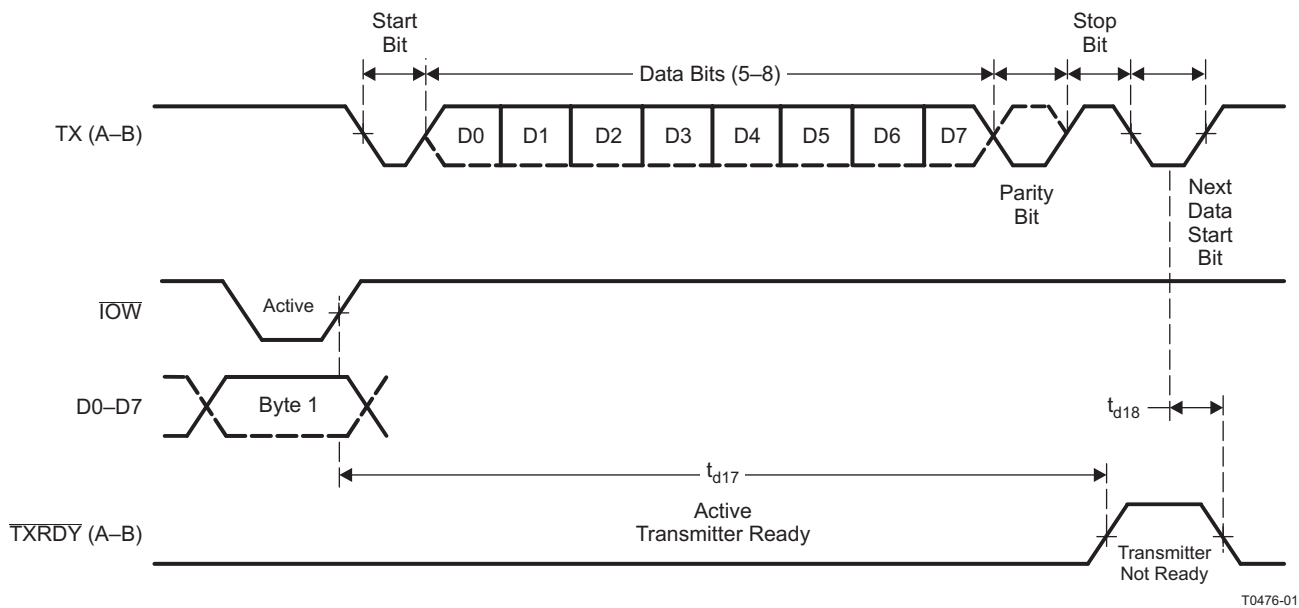 Start
Bit
Stop
Bit
Data Bits (5–8)
TX (A–B)
D0 D1 D2 D3 D4 D5 D6 D7
Parity
Bit
Next
Data
Start
Bit
IOW
Active
D0–D7
Byte 1
td18
td17
TXRDY (A–B)
Active
Transmitter Ready
Transmitter
Not Ready
T0476-01